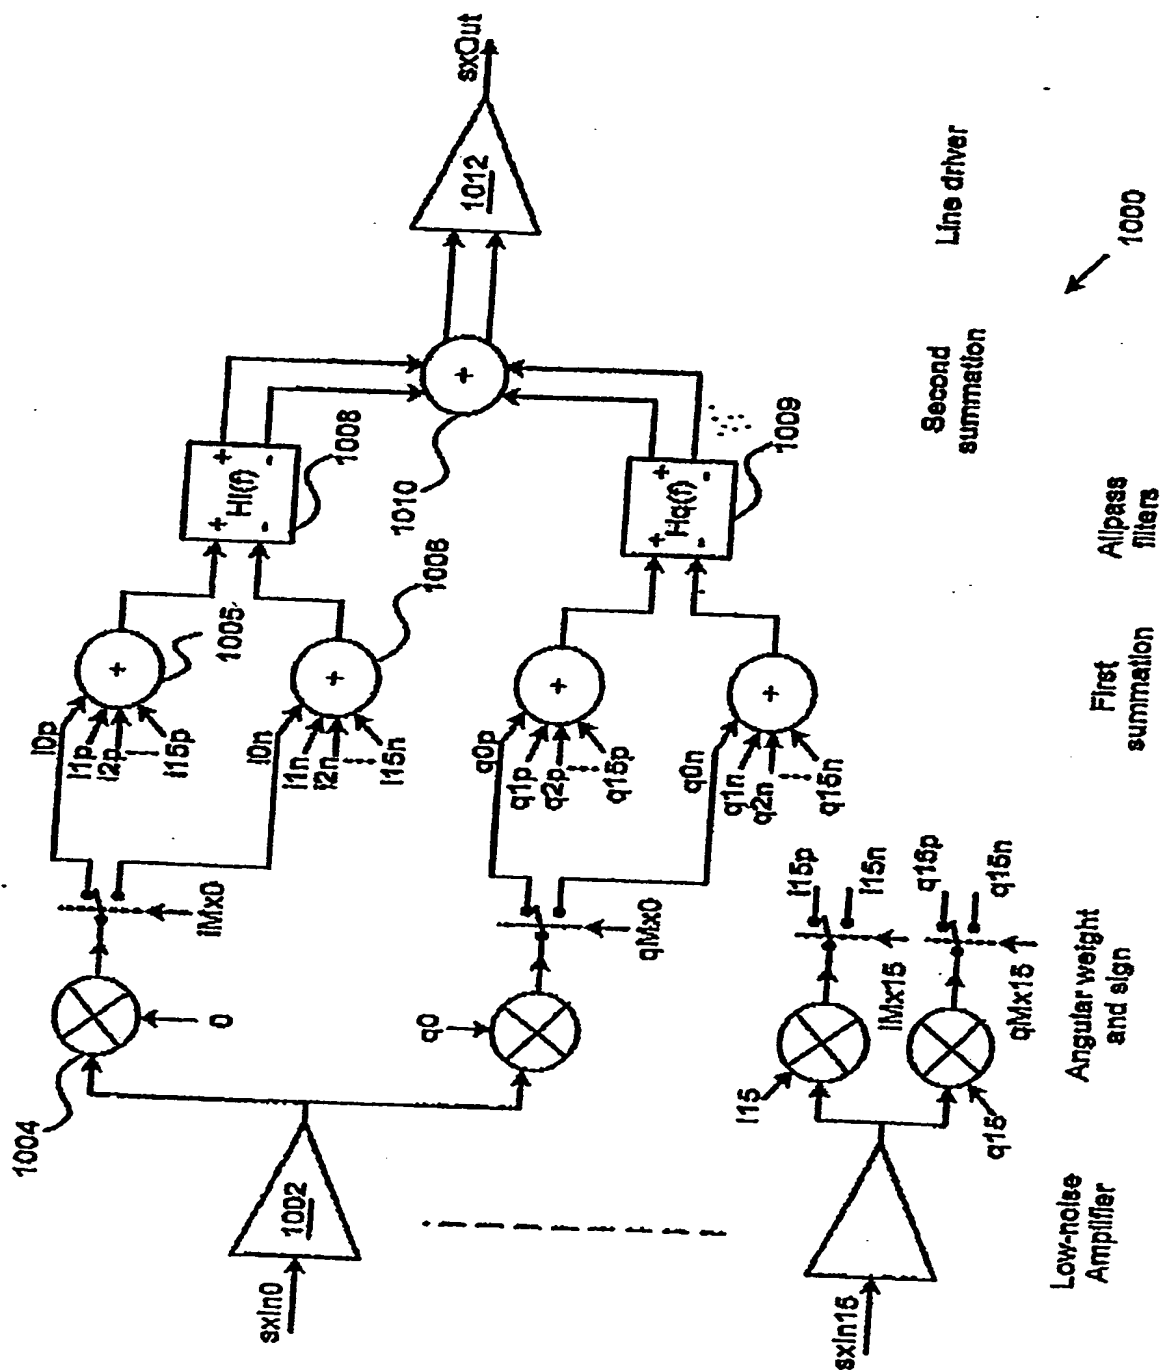 sxIn0
1002
1004
0
IMx0
I0p
I1p
I2p
I15p
1005
I0n
I1n
I2n
I15n
1006
+
+
HI(f)
+
-
+
-
1008
1010
+
1012
sxOut
q0
qMx0
q0p
q1p
q2p
q15p
q0n
q1n
q2n
q15n
+
+
Hq(f)
+
-
+
-
1009
sxIn15
I15
q15
IMx15
qMx15
I15p
I15n
q15p
q15n
Low-noise
Amplifier
Angular weight
and sign
First
summation
Allpass
filters
Second
summation
Line driver
1000